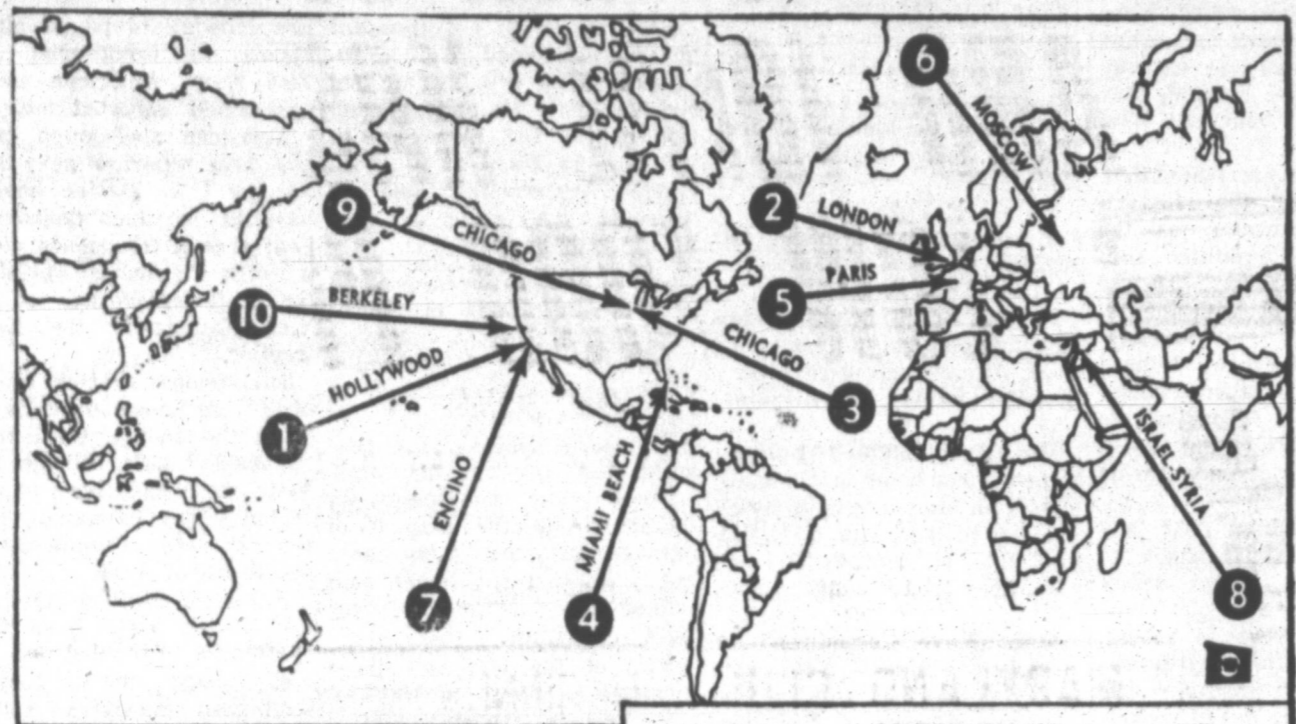 6
MOSCOW
9
CHICAGO
2
LONDON
PARIS
5
BERKELEY
10
HOLLYWOOD
1
CHICAGO
3
ENCINO
7
MIAMI BEACH
4
ISRAEL-SYRIA
8